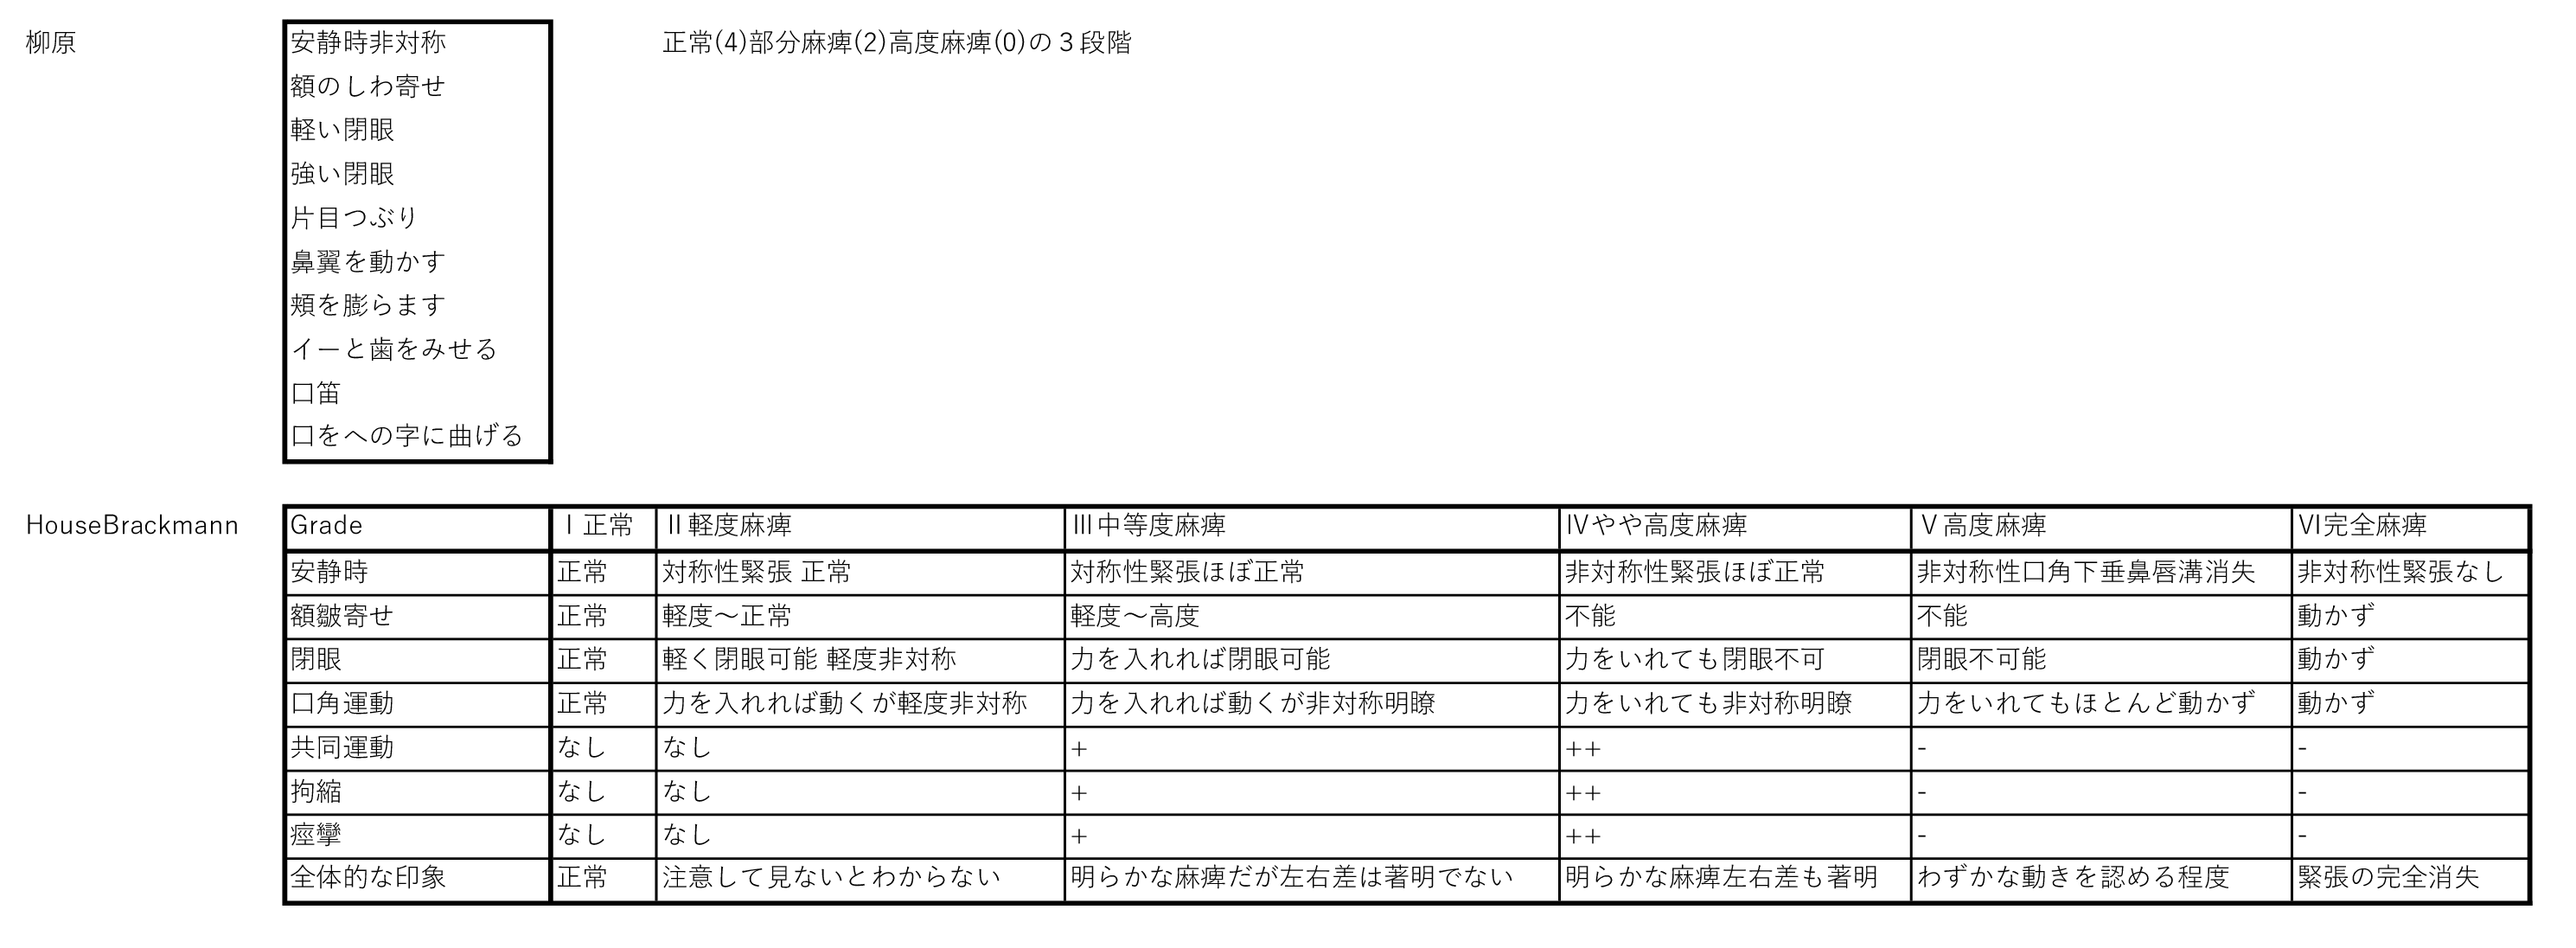 柳原 安静時非対称 正常(4)部分麻痺(2)高度麻痺(0)の３段階
額のしわ寄せ
軽い閉眼
強い閉眼
片目つぶり
鼻翼を動かす
頬を膨らます
イーと歯をみせる
口笛
口をへの字に曲げる
HouseBrackmann Grade Ⅰ正常 Ⅱ軽度麻痺 Ⅲ中等度麻痺 Ⅳやや高度麻痺 Ⅴ高度麻痺 Ⅵ完全麻痺
安静時 正常 対称性緊張 正常 対称性緊張ほぼ正常 非対称性緊張ほぼ正常 非対称性口角下垂鼻唇溝消失 非対称性緊張なし
額皺寄せ 正常 軽度～正常 軽度～高度 不能 不能 動かず
閉眼 正常 軽く閉眼可能 軽度非対称 力を入れれば閉眼可能 力をいれても閉眼不可 閉眼不可能 動かず
口角運動 正常 力を入れれば動くが軽度非対称 力を入れれば動くが非対称明瞭 力をいれても非対称明瞭 力をいれてもほとんど動かず 動かず
共同運動 なし なし + ++ - -
拘縮 なし なし + ++ - -
痙攣 なし なし + ++ - -
全体的な印象 正常 注意して見ないとわからない 明らかな麻痺だが左右差は著明でない 明らかな麻痺左右差も著明 わずかな動きを認める程度 緊張の完全消失